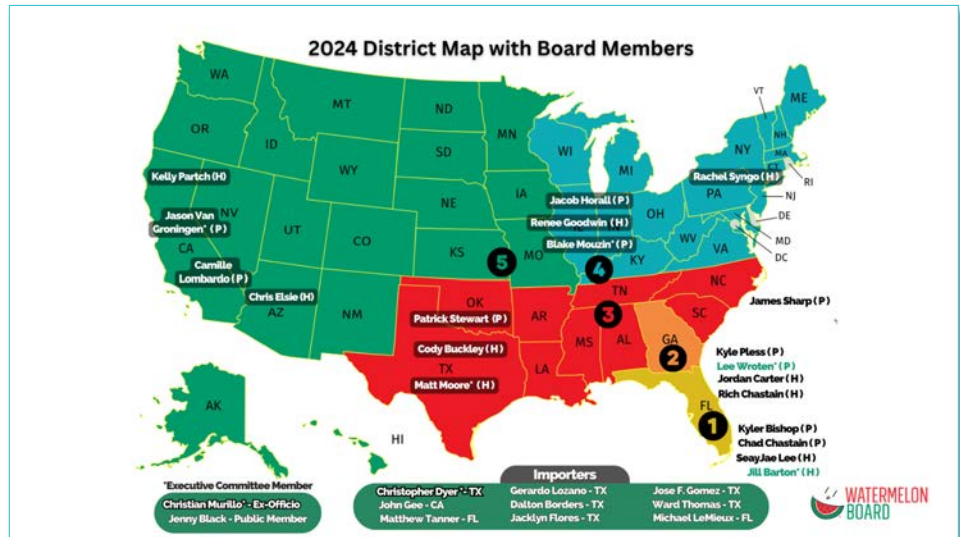 2024 District Map with Board Members
WA
MT
ND
MN
OR
ID
SD
WY
WI
MI
NY
VT
ME
NH
MA
CT
RI
Kelly Partch (H)
Rachel Syngo (H)
PA
NJ
NE
IA
Jacob Horall (P)
OH
DE
Jason Van
Groningen* (P)
NV
UT
CO
Renee Goodwin (H)
MD
DC
CA
KS
5
MO
Blake Mouzin* (P)
WV
VA
KY
4
Camille
Lombardo (P)
Chris Elsie (H)
AZ
NM
OK
AR
TN
NC
3
James Sharp (P)
Patrick Stewart (P)
SC
MS
AL
GA
2
Cody Buckley (H)
TX
LA
Matt Moore* (H)
Kyle Pless (P)
Lee Wroten* (P)
Jordan Carter (H)
Rich Chastain (H)
AK
HI
FL
1
Kyler Bishop (P)
Chad Chastain (P)
SeayJae Lee (H)
Jill Barton* (H)
*Executive Committee Member
Christian Murillo* - Ex-Officio
Jenny Black - Public Member
Importers
Christopher Dyer* - TX
John Gee - CA
Matthew Tanner - FL
Gerardo Lozano - TX
Dalton Borders - TX
Jacklyn Flores - TX
Jose F. Gomez - TX
Ward Thomas - TX
Michael LeMieux - FL
WATERMELON
BOARD